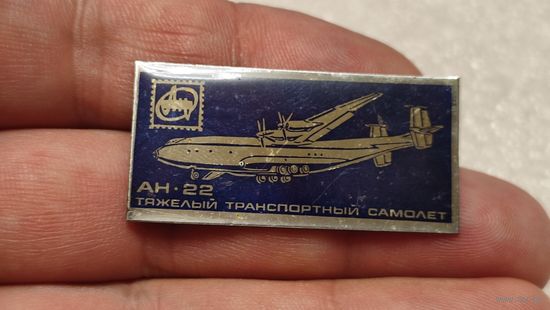 АН·22
ТЯЖЕЛЫЙ ТРАНСПОРТНЫЙ САМОЛЕТ